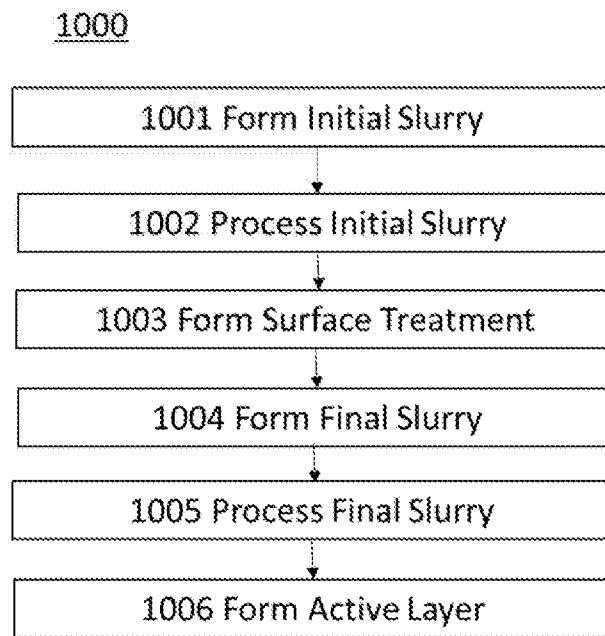 1000
1001 Form Initial Slurry
1002 Process Initial Slurry
1003 Form Surface Treatment
1004 Form Final Slurry
1005 Process Final Slurry
1006 Form Active Layer